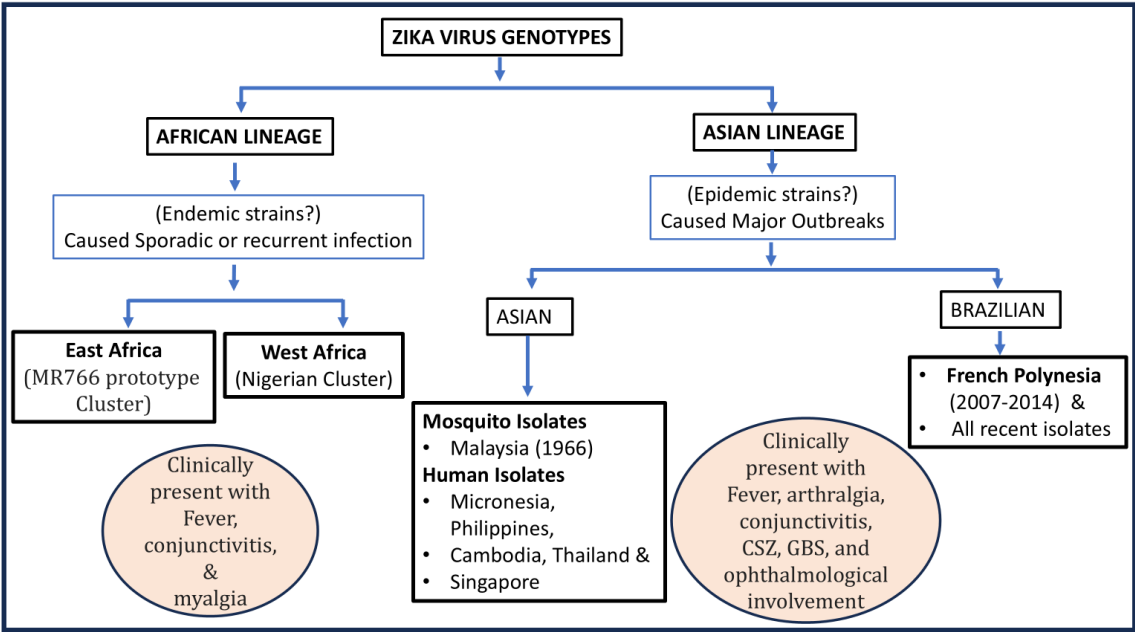 ZIKA VIRUS GENOTYPES
AFRICAN LINEAGE
ASIAN LINEAGE
(Endemic strains?)
Caused Sporadic or recurrent infection
(Epidemic strains?)
Caused Major Outbreaks
East Africa
(MR766 prototype
Cluster)
West Africa
(Nigerian Cluster)
ASIAN
BRAZILIAN
Mosquito Isolates
• Malaysia (1966)
Human Isolates
• Micronesia,
Philippines,
• Cambodia, Thailand &
• Singapore
• French Polynesia
(2007-2014) &
• All recent isolates
Clinically
present with
Fever,
conjunctivitis,
&
myalgia
Clinically
present with
Fever, arthralgia,
conjunctivitis,
CSZ, GBS, and
ophthalmological
involvement